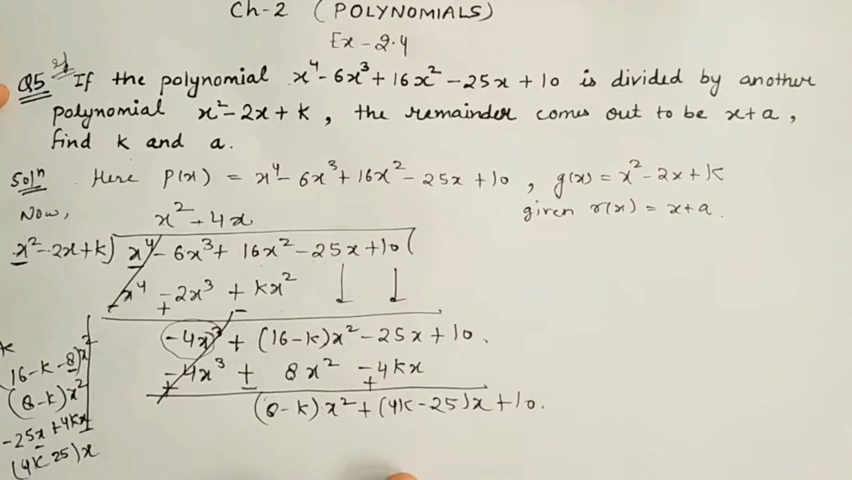 Ch-2 (POLYNOMIALS)
Ex-2.4
Q5 If the polynomial x⁴-6x³+16x²-25x+10 is divided by another
polynomial x²-2x+k, the remainder comes out to be x+a,
find k and a.
Solⁿ. Here P(x) = x⁴-6x³+16x²-25x+10, g(x)=x²-2x+k
given r(x) = x+a.
Now,
x²-4x
x²-2x+k) x⁴-6x³+16x²-25x+10 (
x⁴-2x³+kx²
- + -
-4x³+(16-k)x²-25x+10.
-4x³+8x²-4kx
+ - +
(8-k)x²+(4k-25)x+10.
(16-k-8)x²
(8-k)x²
-25x+4kx
(4k 25)x